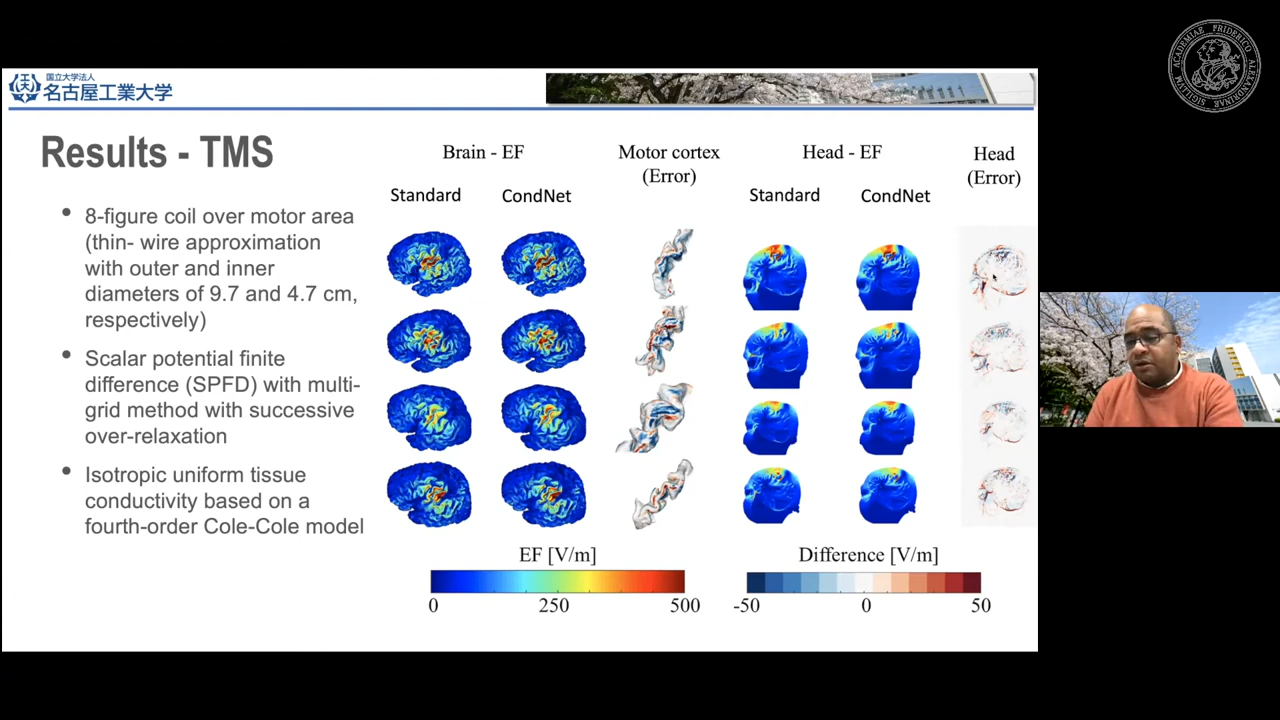 国立大学法人
名古屋工業大学
Results - TMS
8-figure coil over motor area
(thin- wire approximation
with outer and inner
diameters of 9.7 and 4.7 cm,
respectively)
Scalar potential finite
difference (SPFD) with multi-
grid method with successive
over-relaxation
Isotropic uniform tissue
conductivity based on a
fourth-order Cole-Cole model
Brain - EF
Standard
CondNet
Motor cortex
(Error)
Head - EF
Standard
CondNet
Head
(Error)
EF [V/m]
0
250
500
Difference [V/m]
-50
0
50
ACADEMIAE FRIDERICO ALEXANDRINAE SIGILLVM